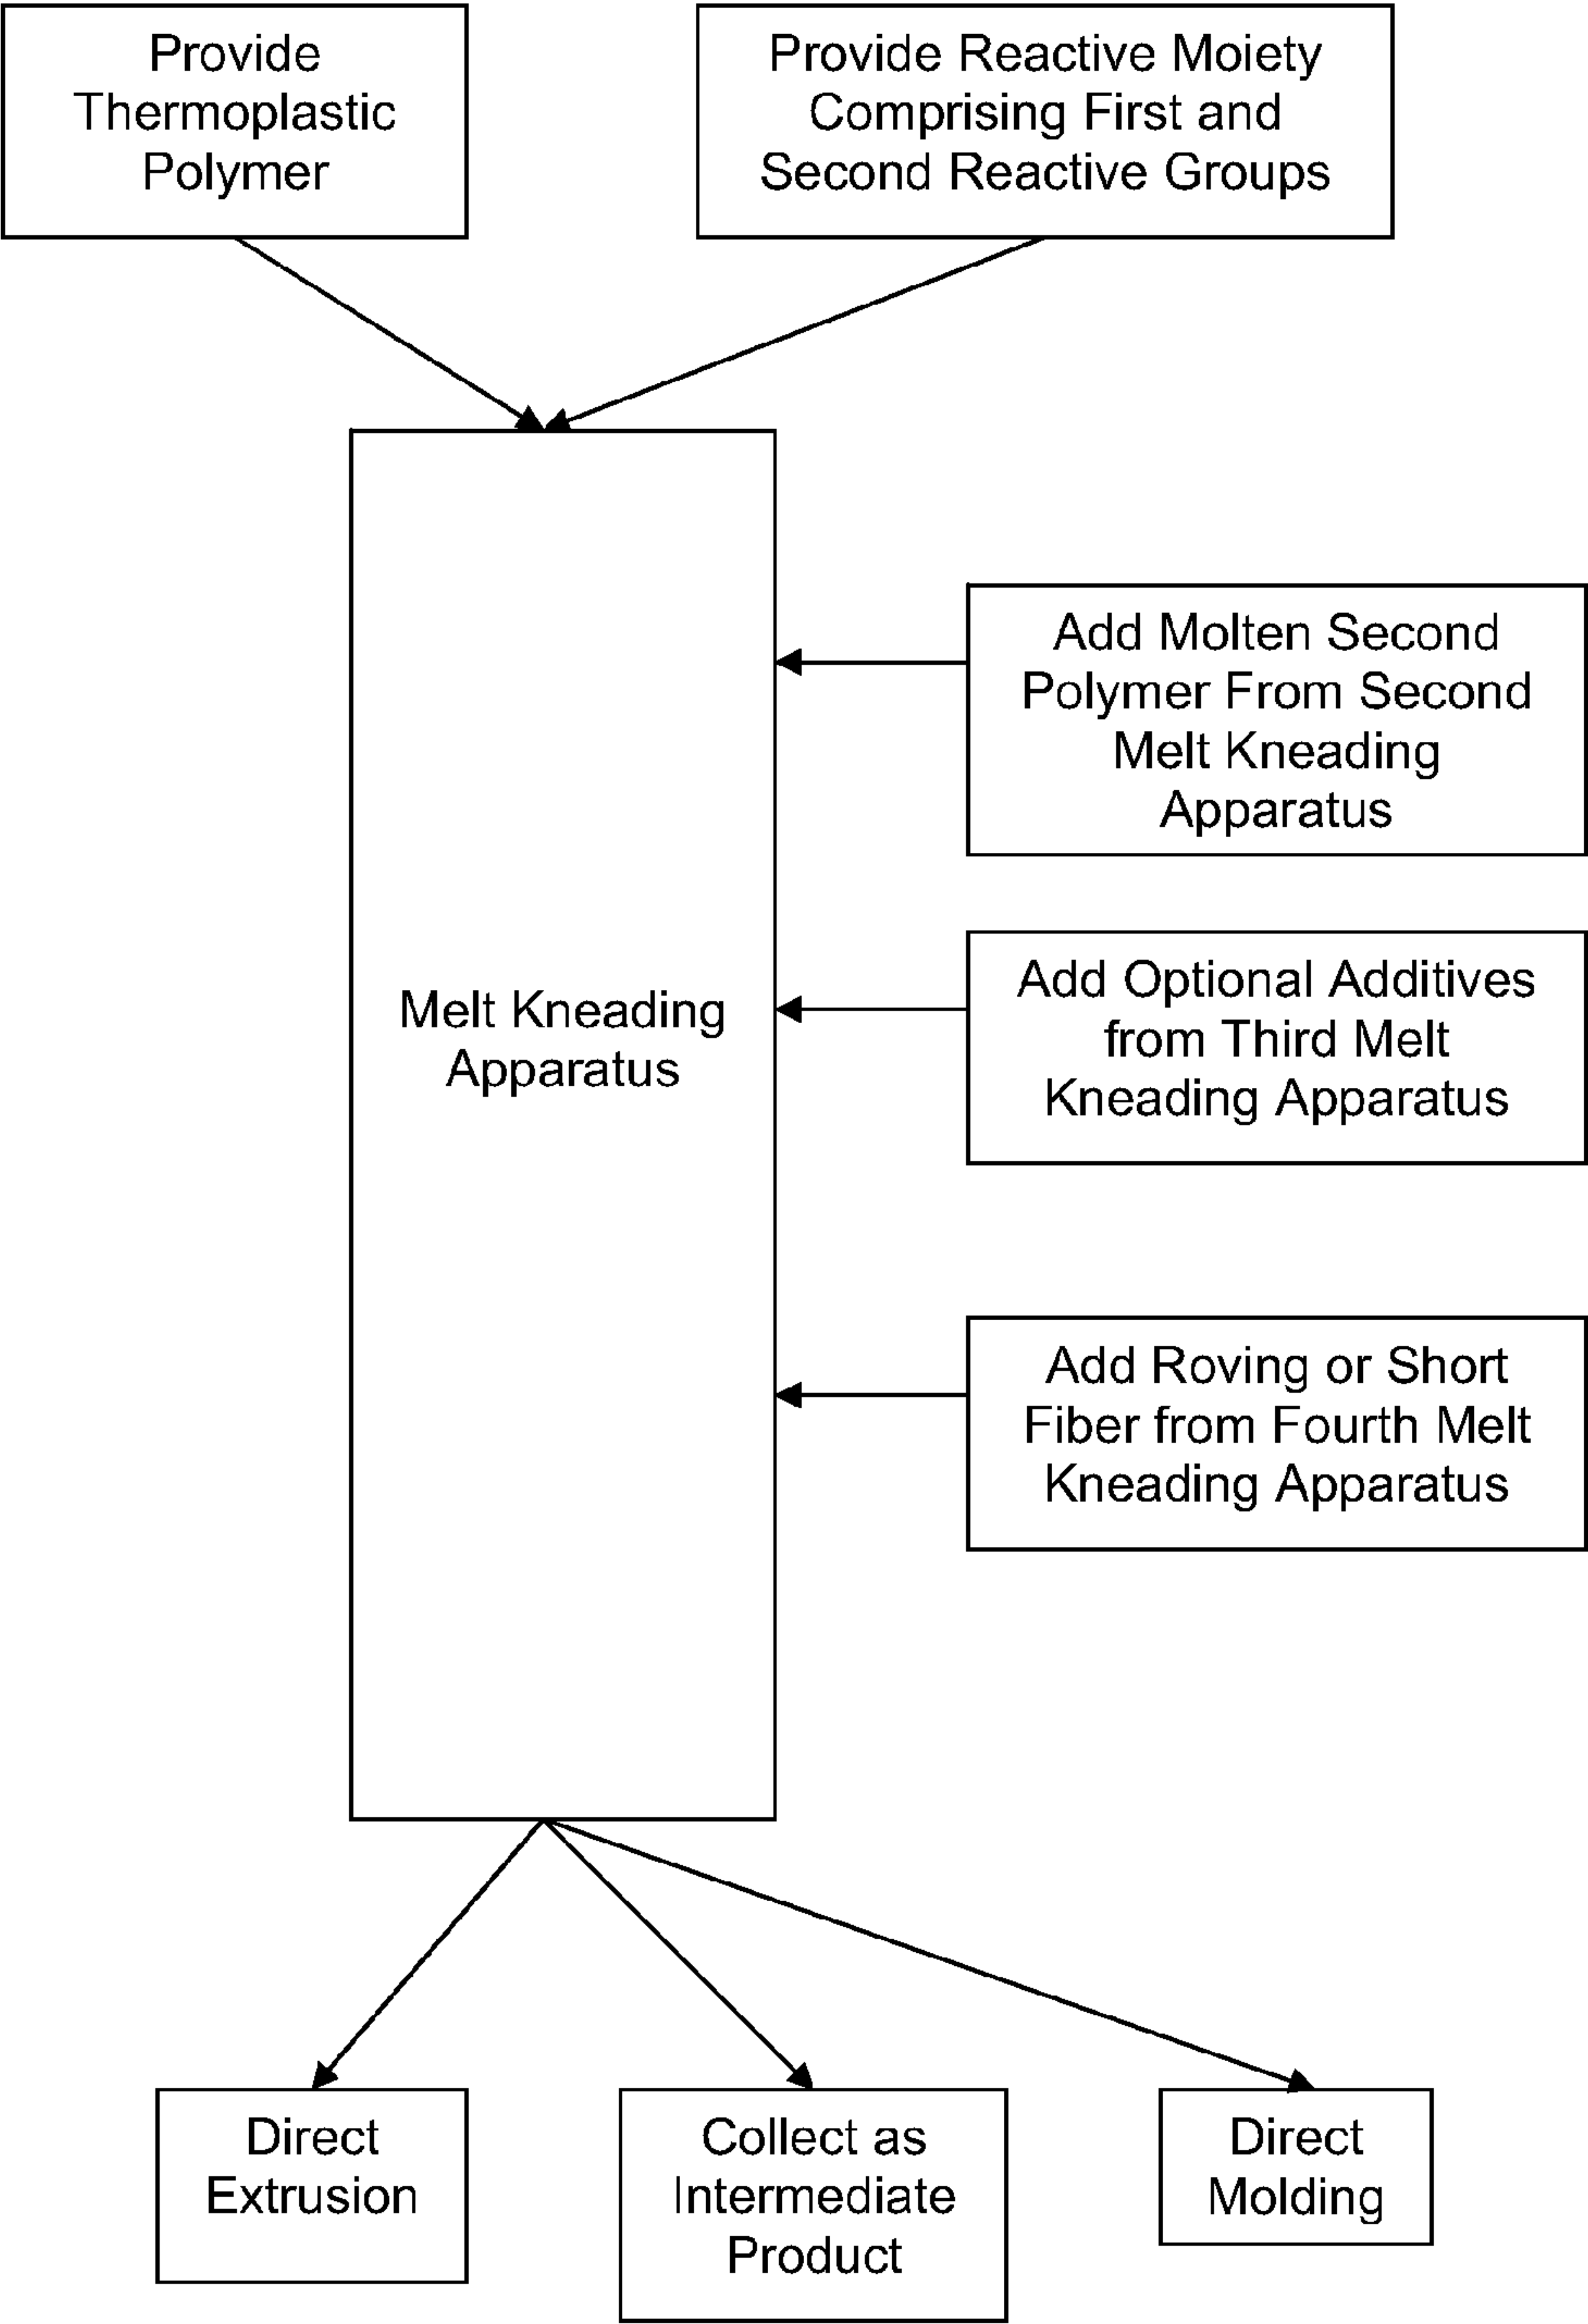 Provide
Thermoplastic
Polymer
Provide Reactive Moiety
Comprising First and
Second Reactive Groups
Add Molten Second
Polymer From Second
Melt Kneading
Apparatus
Melt Kneading
Apparatus
Add Optional Additives
from Third Melt
Kneading Apparatus
Add Roving or Short
Fiber from Fourth Melt
Kneading Apparatus
Direct
Extrusion
Collect as
Intermediate
Product
Direct
Molding